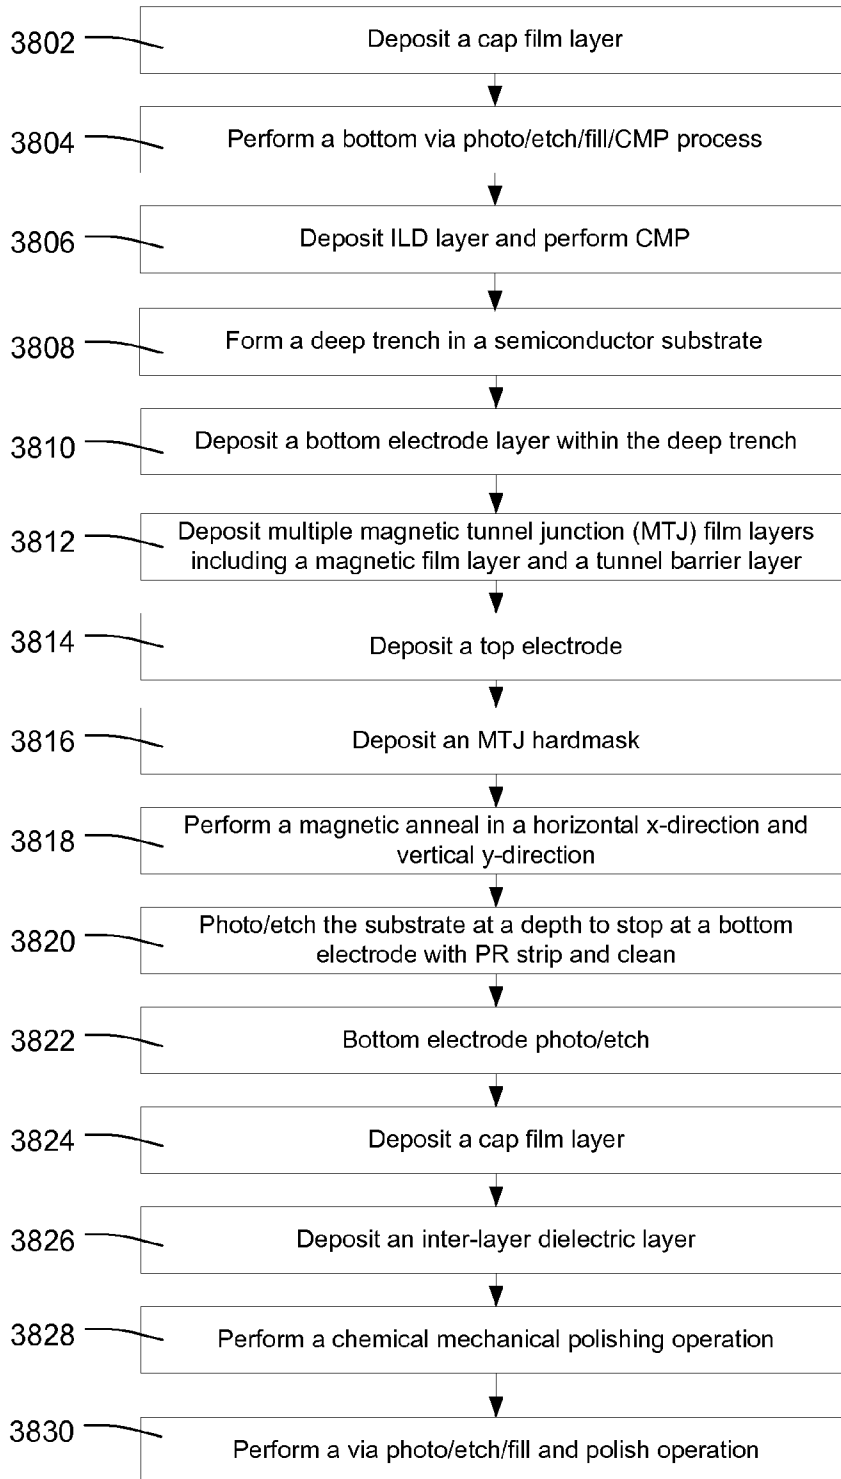 3802 Deposit a cap film layer
3804 Perform a bottom via photo/etch/fill/CMP process
3806 Deposit ILD layer and perform CMP
3808 Form a deep trench in a semiconductor substrate
3810 Deposit a bottom electrode layer within the deep trench
3812 Deposit multiple magnetic tunnel junction (MTJ) film layers
including a magnetic film layer and a tunnel barrier layer
3814 Deposit a top electrode
3816 Deposit an MTJ hardmask
3818 Perform a magnetic anneal in a horizontal x-direction and
vertical y-direction
3820 Photo/etch the substrate at a depth to stop at a bottom
electrode with PR strip and clean
3822 Bottom electrode photo/etch
3824 Deposit a cap film layer
3826 Deposit an inter-layer dielectric layer
3828 Perform a chemical mechanical polishing operation
3830 Perform a via photo/etch/fill and polish operation